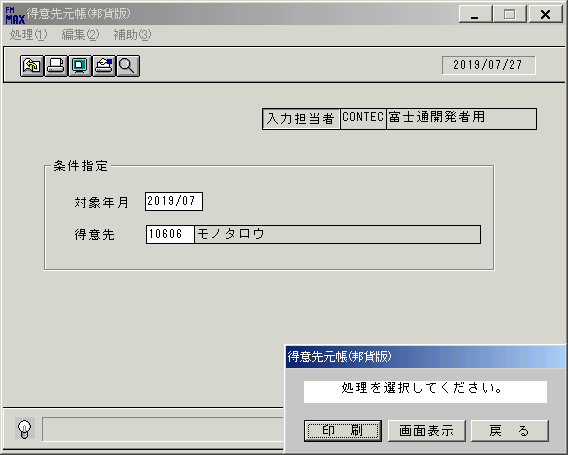 FM MAX 得意先元帳(邦貨版)
処理(1) 編集(2) 補助(3)
2019/07/27
入力担当者 CONTEC 富士通開発者用
条件指定
対象年月 2019/07
得意先 10606 モノタロウ
得意先元帳(邦貨版)
処理を選択してください。
印 刷 画面表示 戻 る